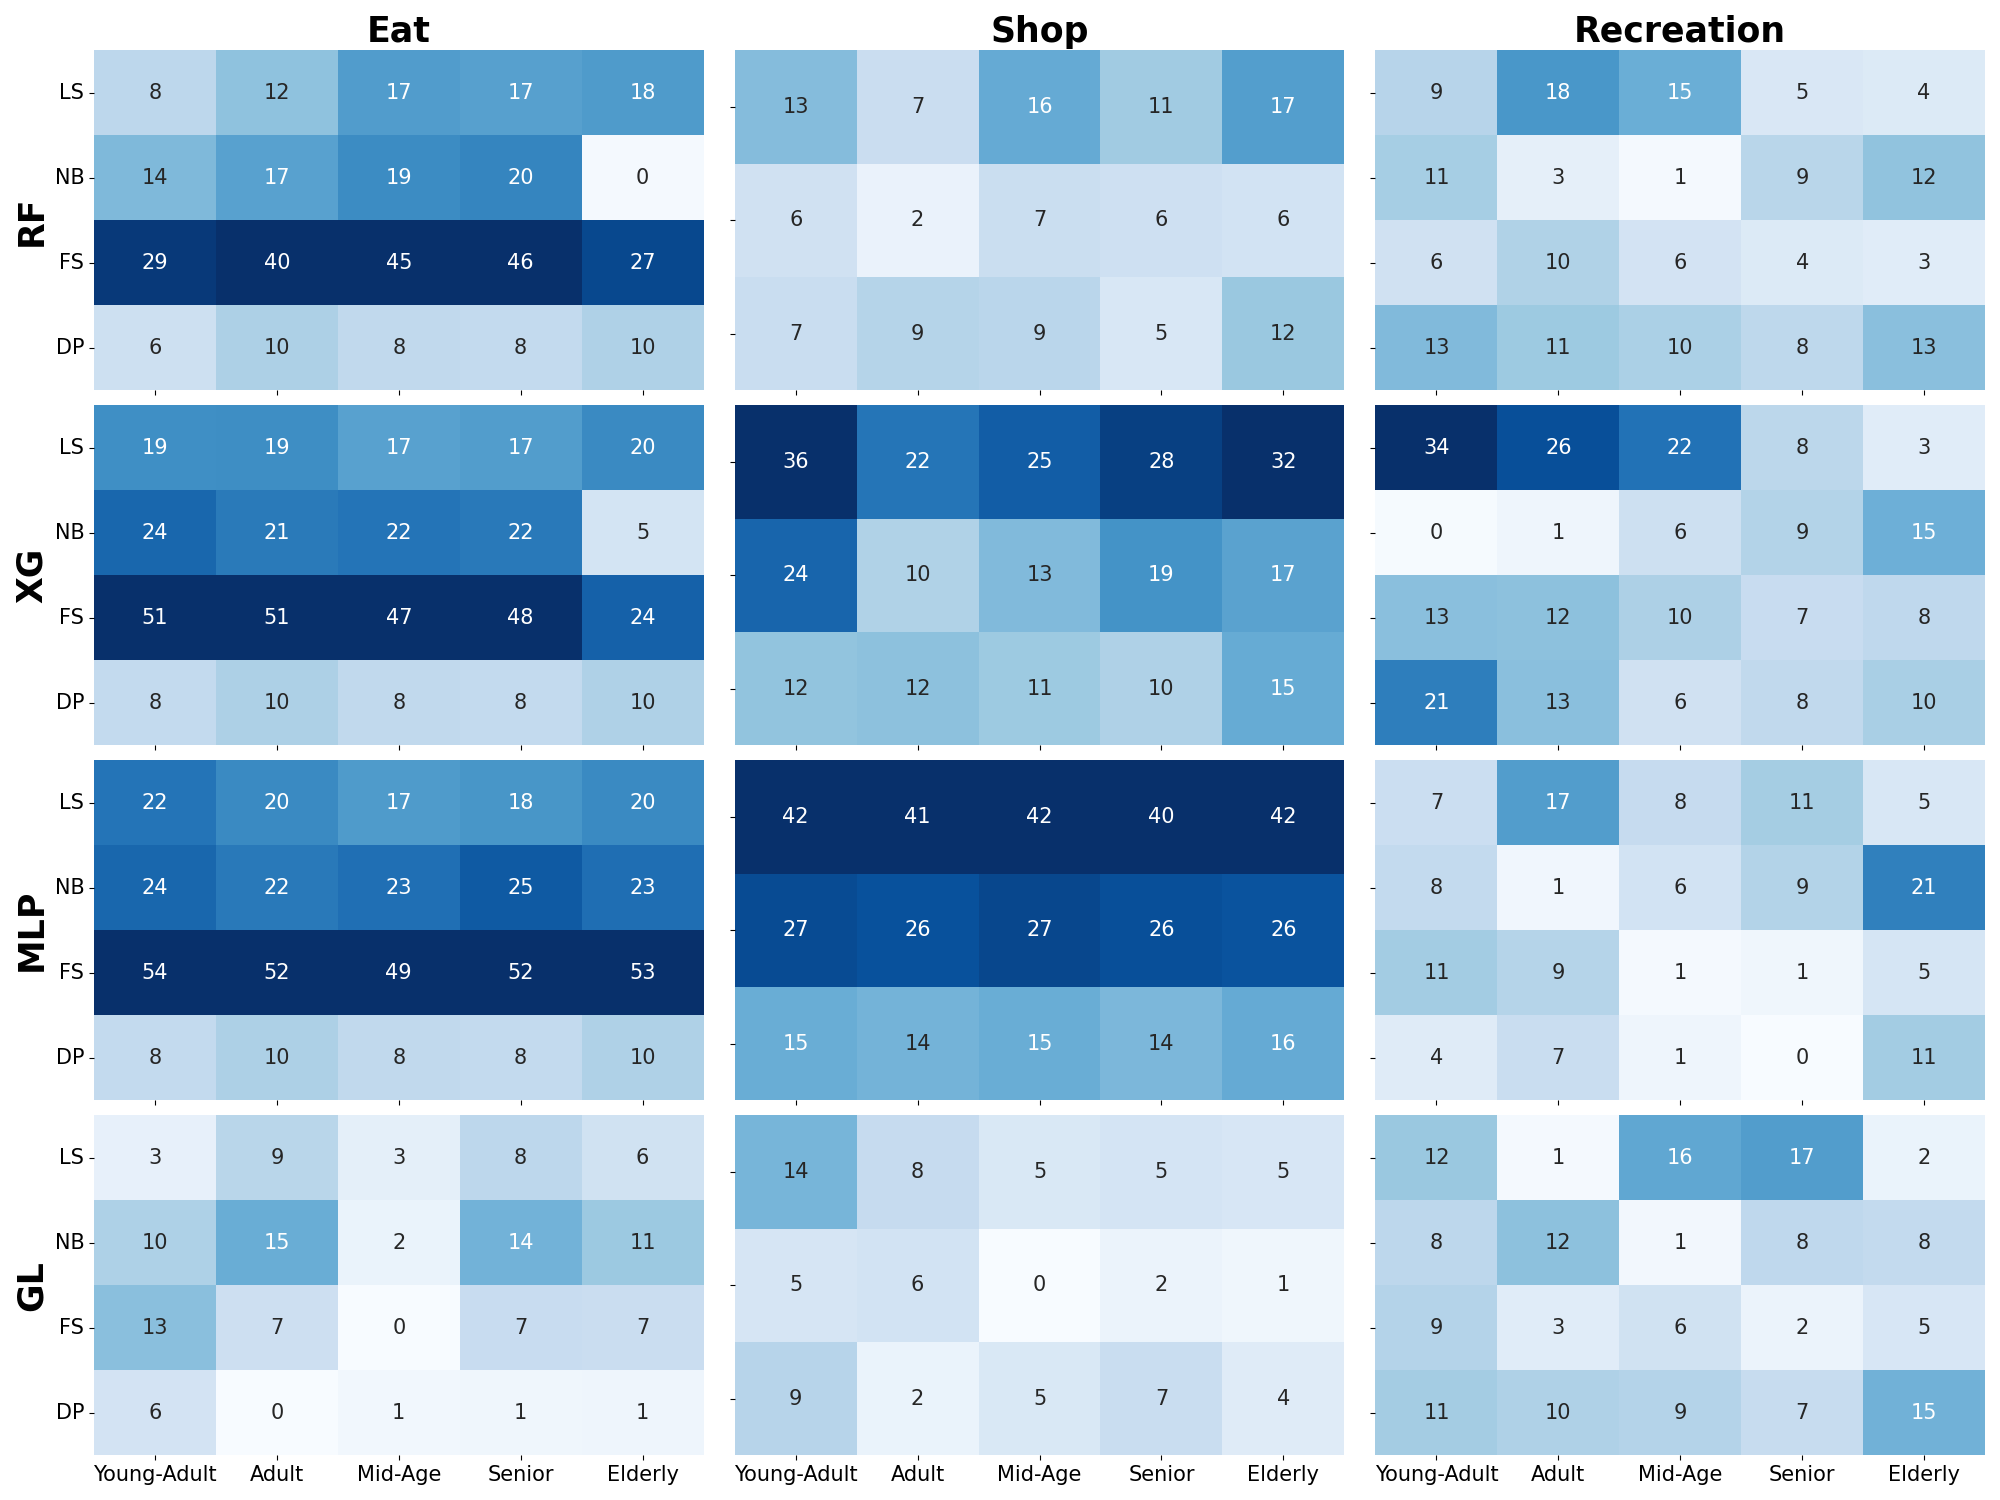 Eat Shop Recreation
RF
LS 8 12 17 17 18
NB 14 17 19 20 0
FS 29 40 45 46 27
DP 6 10 8 8 10
13 7 16 11 17
6 2 7 6 6
7 9 9 5 12
9 18 15 5 4
11 3 1 9 12
6 10 6 4 3
13 11 10 8 13
XG
LS 19 19 17 17 20
NB 24 21 22 22 5
FS 51 51 47 48 24
DP 8 10 8 8 10
36 22 25 28 32
24 10 13 19 17
12 12 11 10 15
34 26 22 8 3
0 1 6 9 15
13 12 10 7 8
21 13 6 8 10
MLP
LS 22 20 17 18 20
NB 24 22 23 25 23
FS 54 52 49 52 53
DP 8 10 8 8 10
42 41 42 40 42
27 26 27 26 26
15 14 15 14 16
7 17 8 11 5
8 1 6 9 21
11 9 1 1 5
4 7 1 0 11
GL
LS 3 9 3 8 6
NB 10 15 2 14 11
FS 13 7 0 7 7
DP 6 0 1 1 1
14 8 5 5 5
5 6 0 2 1
9 2 5 7 4
12 1 16 17 2
8 12 1 8 8
9 3 6 2 5
11 10 9 7 15
Young-Adult Adult Mid-Age Senior Elderly
Young-Adult Adult Mid-Age Senior Elderly
Young-Adult Adult Mid-Age Senior Elderly